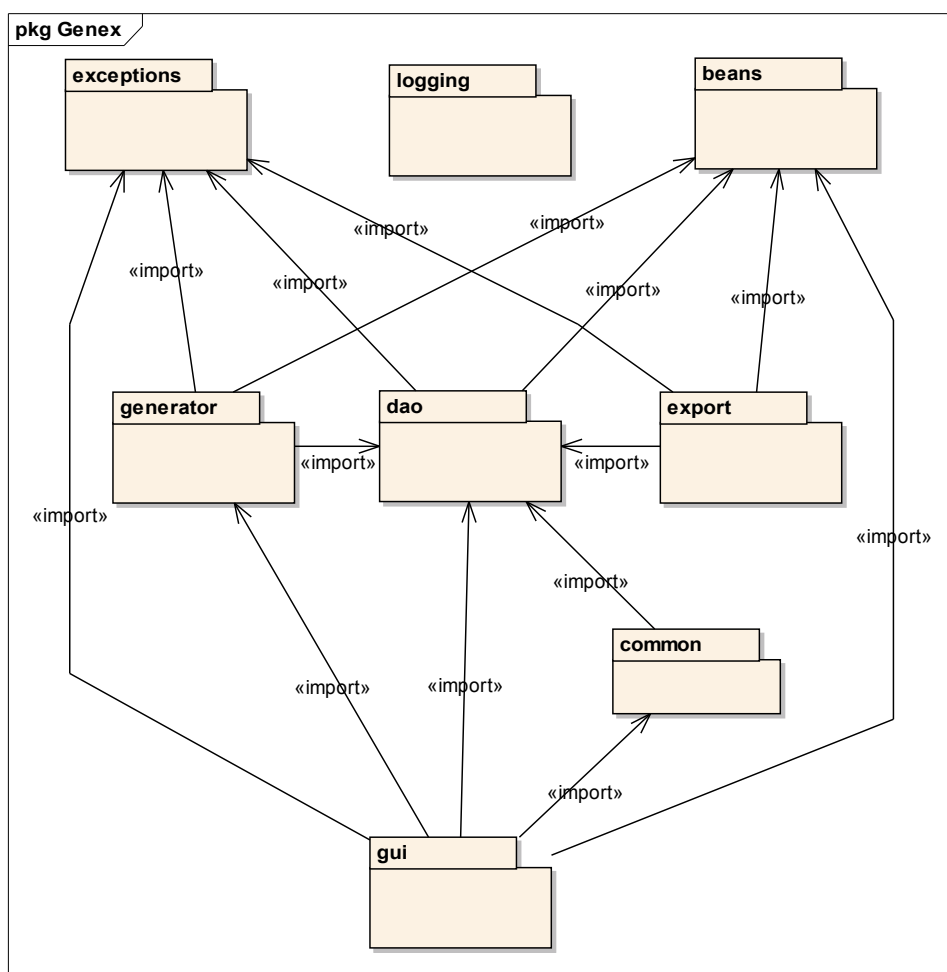 pkg Genex
exceptions
logging
beans
«import»
«import»
«import»
«import»
«import»
«import»
generator
dao
export
«import»
«import»
«import»
«import»
«import»
common
«import»
«import»
«import»
gui